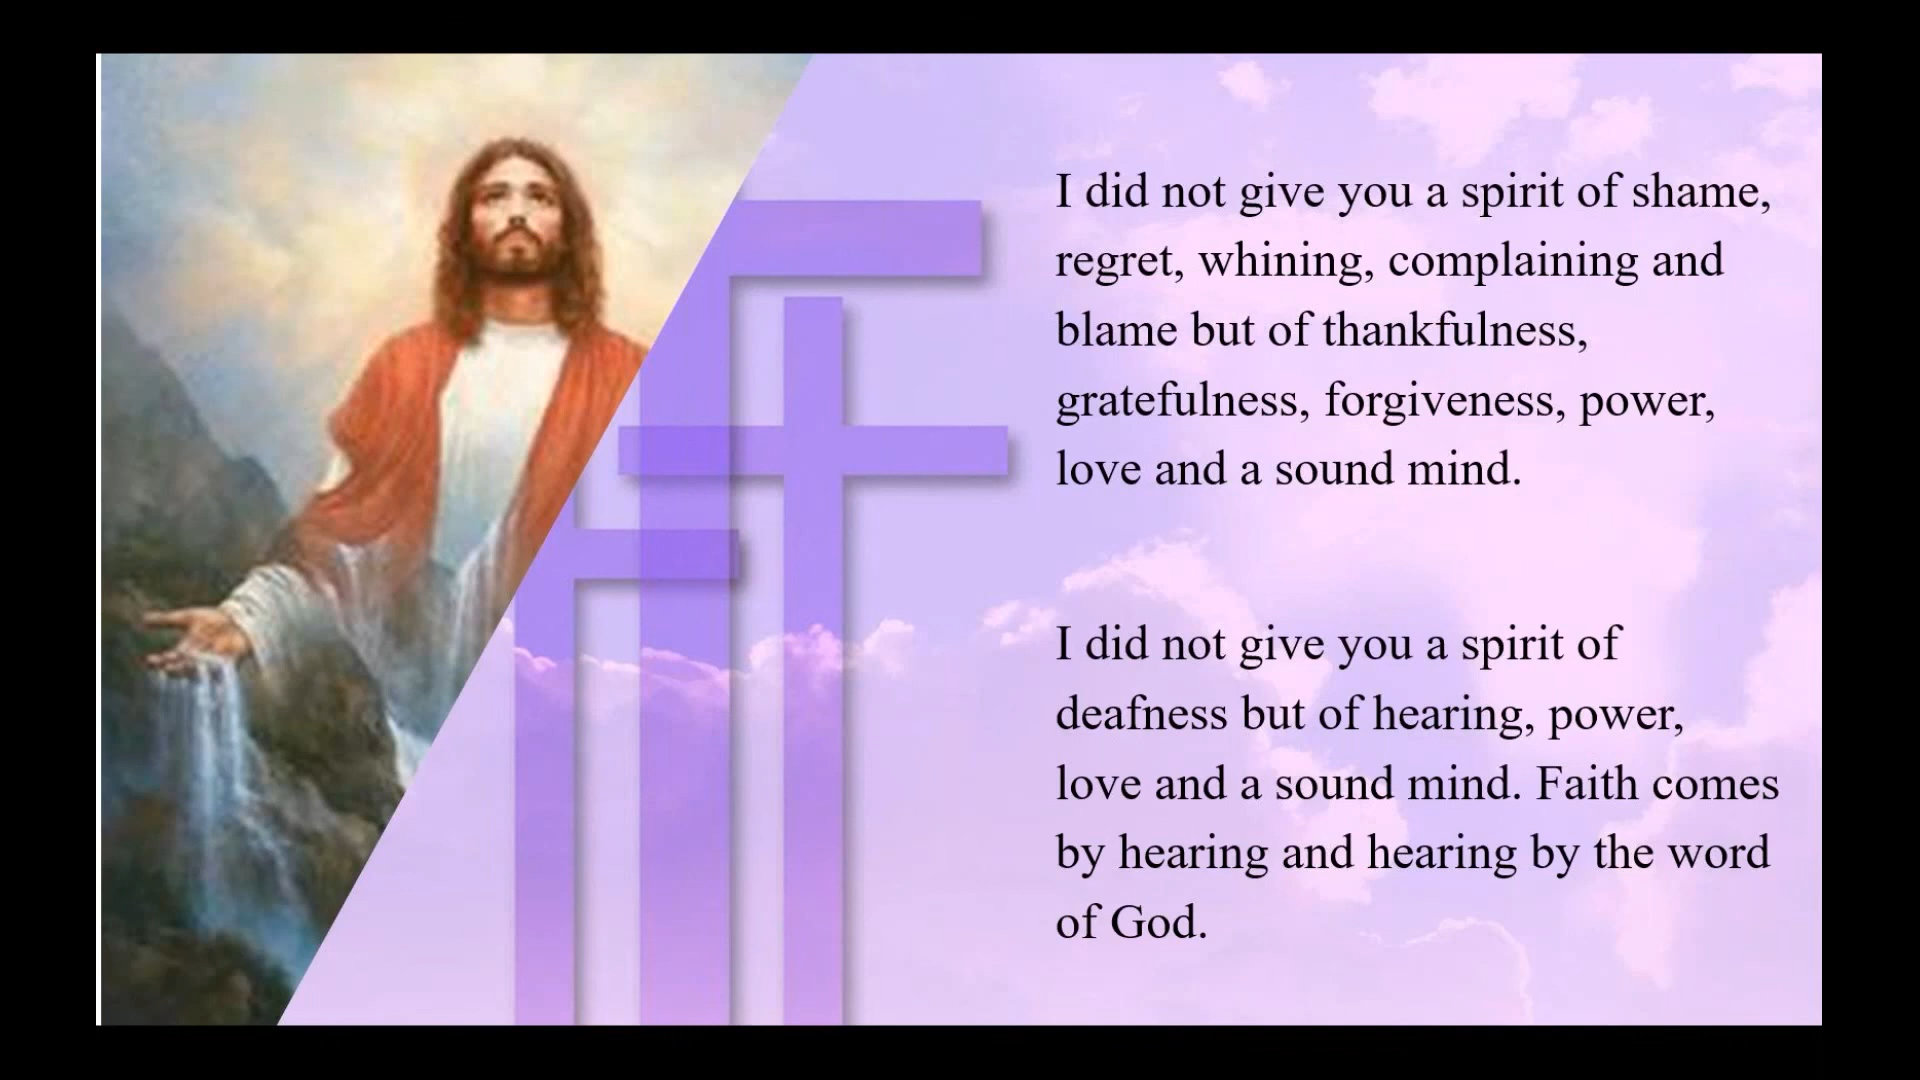 I did not give you a spirit of shame,
regret, whining, complaining and
blame but of thankfulness,
gratefulness, forgiveness, power,
love and a sound mind.
I did not give you a spirit of
deafness but of hearing, power,
love and a sound mind. Faith comes
by hearing and hearing by the word
of God.